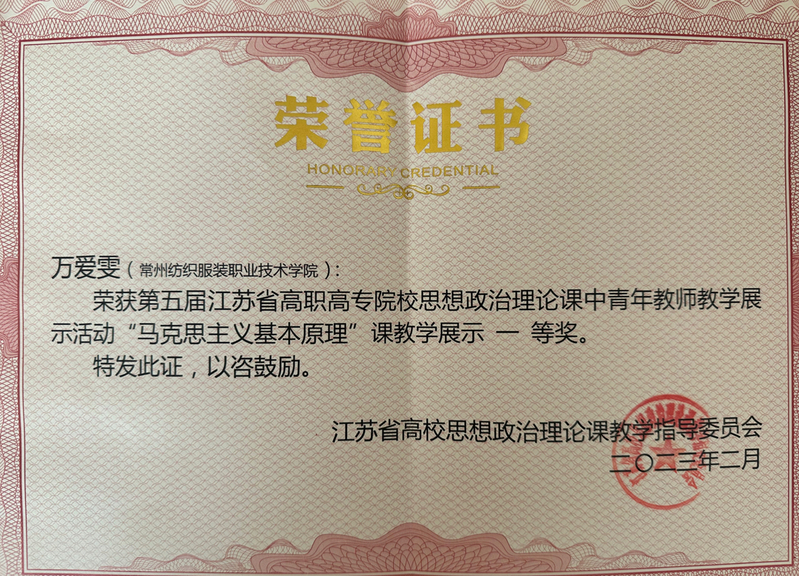 荣誉证书
HONORARY CREDENTIAL
万爱雯（常州纺织服装职业技术学院）：
荣获第五届江苏省高职高专院校思想政治理论课中青年教师教学展
示活动“马克思主义基本原理”课教学展示 一 等奖。
特发此证，以咨鼓励。
江苏省高校思想政治理论课教学指导委员会
二〇二三年二月